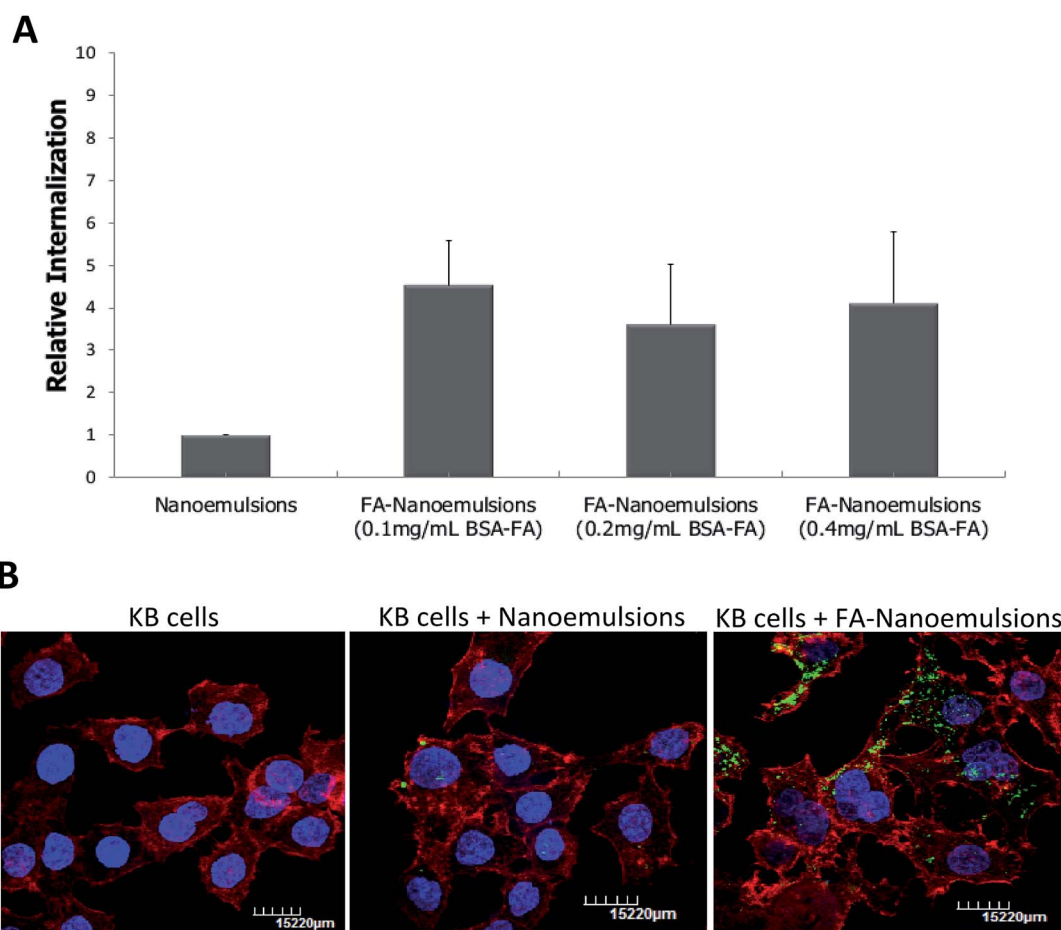 A
10
9
8
7
6
5
4
3
2
1
0
Relative Internalization
Nanoemulsions
FA-Nanoemulsions
(0.1mg/mL BSA-FA)
FA-Nanoemulsions
(0.2mg/mL BSA-FA)
FA-Nanoemulsions
(0.4mg/mL BSA-FA)
B
KB cells
KB cells + Nanoemulsions
KB cells + FA-Nanoemulsions
15220µm
15220µm
15220µm